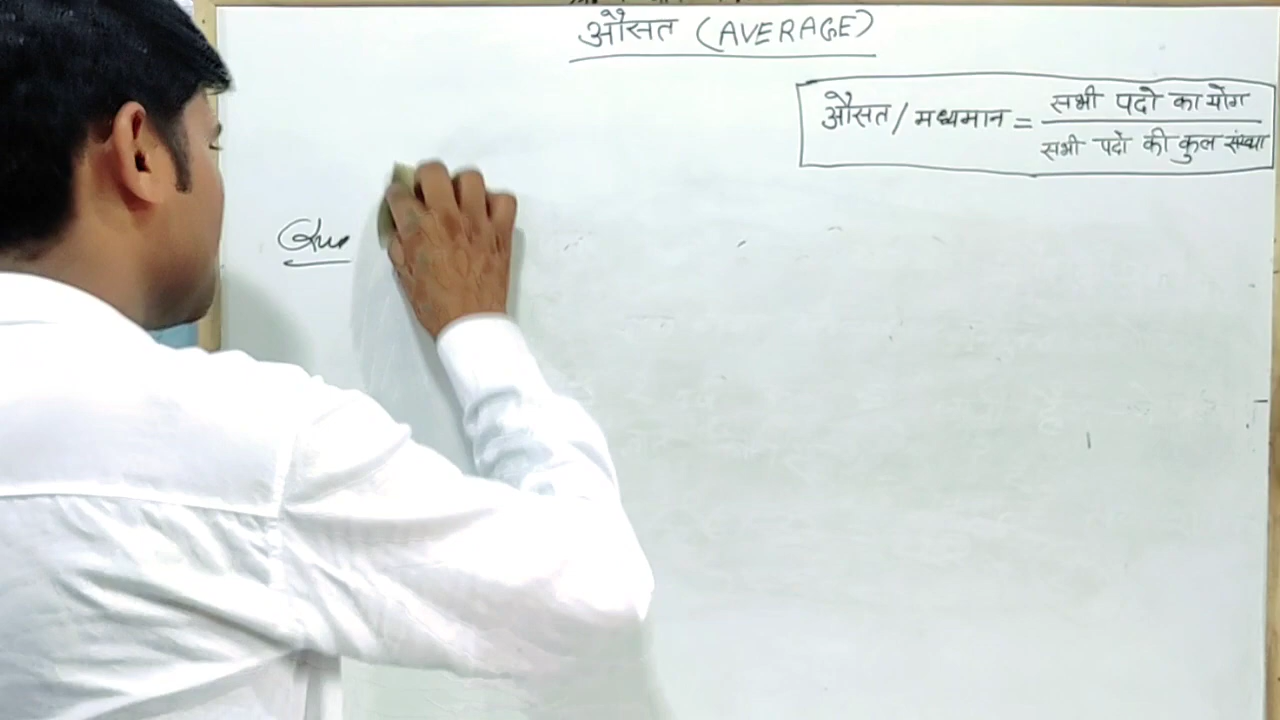 औसत (AVERAGE)
औसत / मध्यमान = सभी पदो का योग
सभी पदो की कुल संख्या
Que